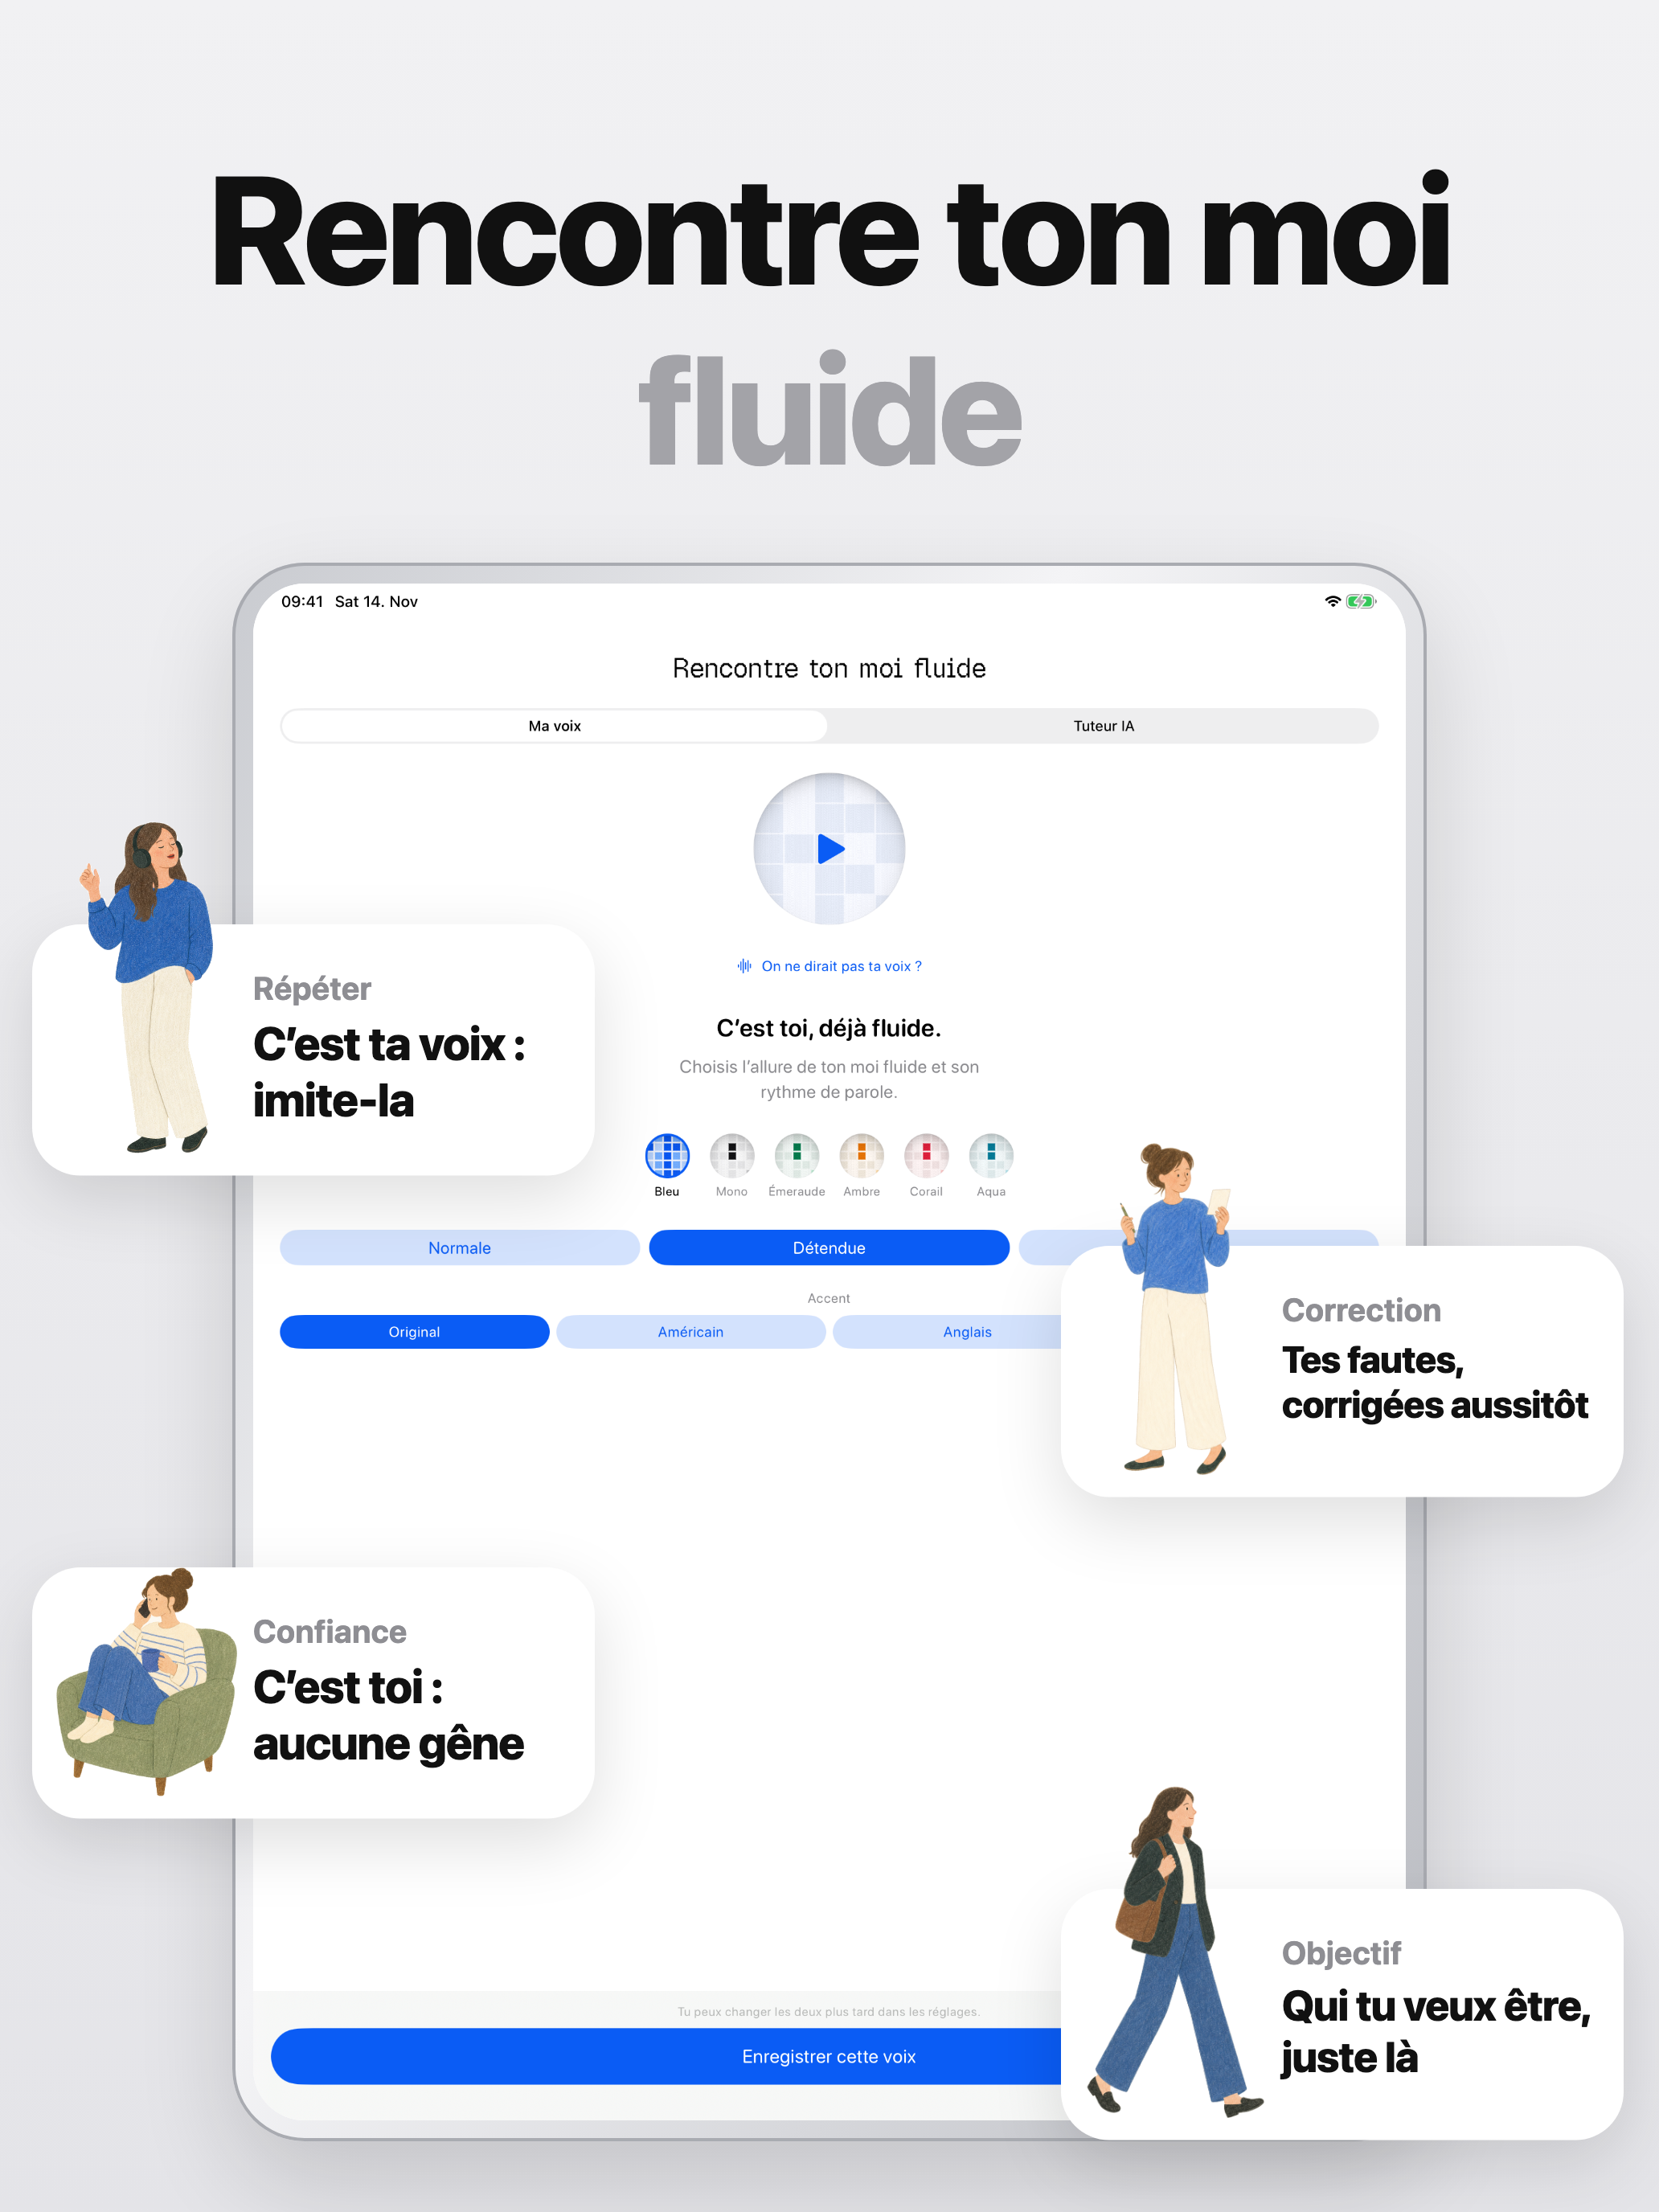 Rencontre ton moi
fluide
09:41 Sat 14. Nov
Rencontre ton moi fluide
Ma voix
Tuteur IA
On ne dirait pas ta voix ?
Répéter
C'est ta voix :
imite-la
C'est toi, déjà fluide.
Choisis l'allure de ton moi fluide et son
rythme de parole.
Bleu
Mono
Émeraude
Ambre
Corail
Aqua
Normale
Détendue
Accent
Original
Américain
Anglais
Correction
Tes fautes,
corrigées aussitôt
Confiance
C'est toi :
aucune gêne
Objectif
Qui tu veux être,
juste là
Tu peux changer les deux plus tard dans les réglages.
Enregistrer cette voix